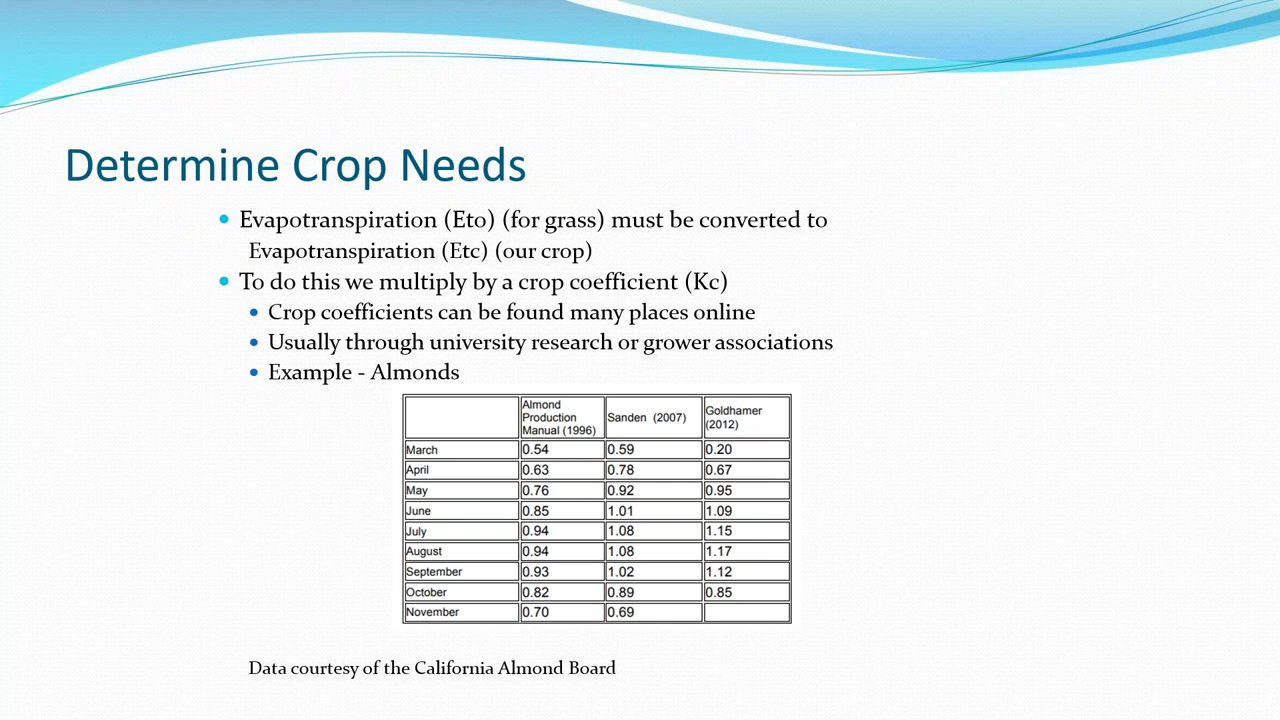 Determine Crop Needs
Evapotranspiration (Eto) (for grass) must be converted to
Evapotranspiration (Etc) (our crop)
To do this we multiply by a crop coefficient (Kc)
Crop coefficients can be found many places online
Usually through university research or grower associations
Example - Almonds
Almond Production Manual (1996) Sanden (2007) Goldhamer (2012)
March 0.54 0.59 0.20
April 0.63 0.78 0.67
May 0.76 0.92 0.95
June 0.85 1.01 1.09
July 0.94 1.08 1.15
August 0.94 1.08 1.17
September 0.93 1.02 1.12
October 0.82 0.89 0.85
November 0.70 0.69
Data courtesy of the California Almond Board